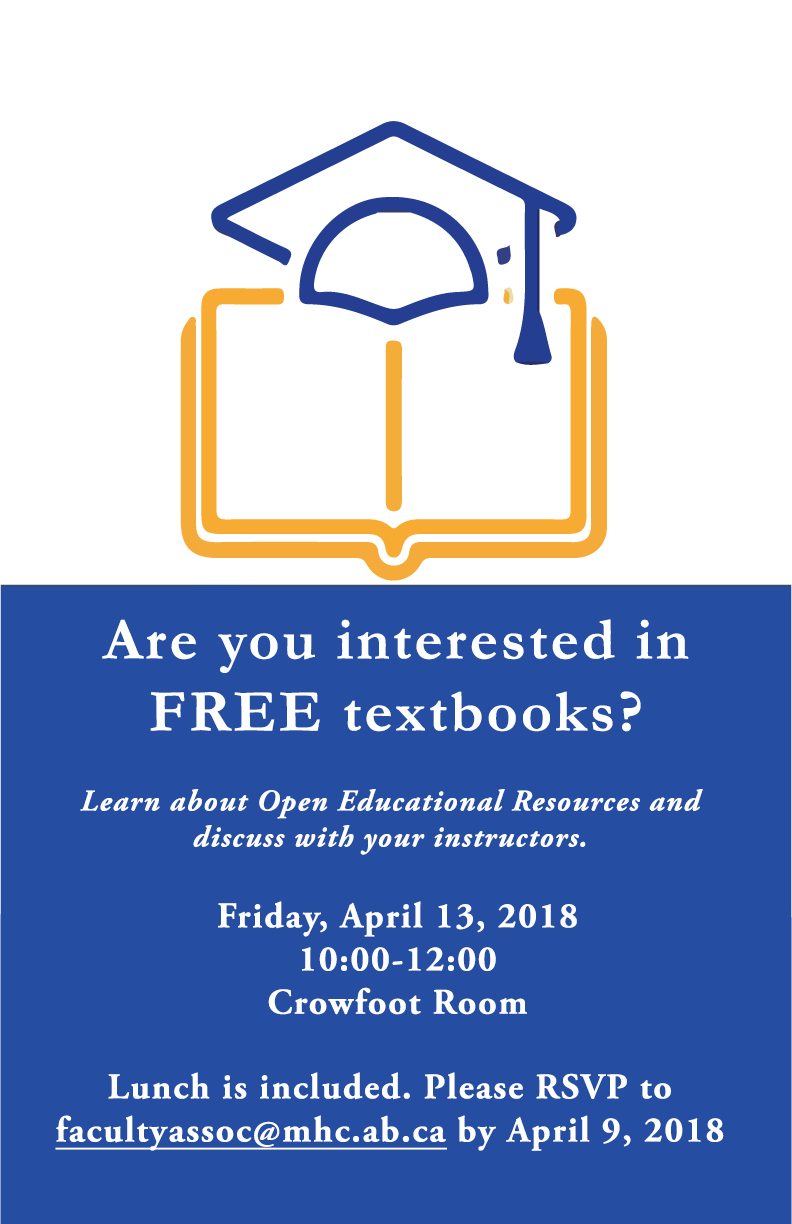 Are you interested in
FREE textbooks?
Learn about Open Educational Resources and
discuss with your instructors.
Friday, April 13, 2018
10:00-12:00
Crowfoot Room
Lunch is included. Please RSVP to
facultyassoc@mhc.ab.ca by April 9, 2018